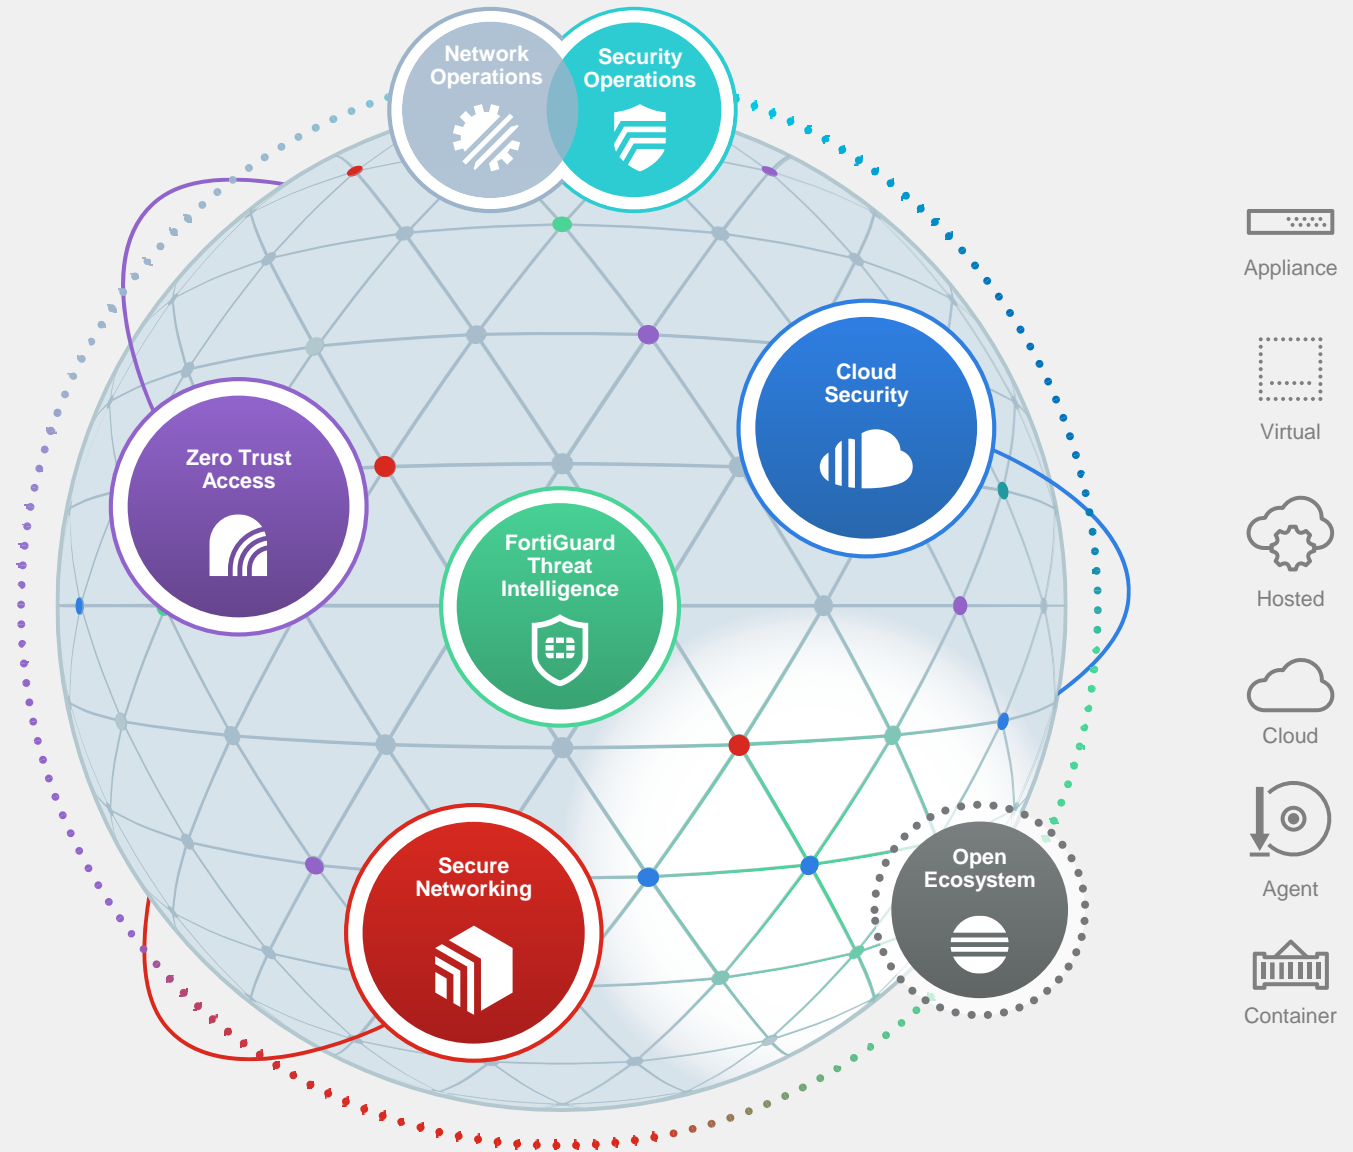 Network
Operations
Security
Operations
Cloud
Security
Zero Trust
Access
FortiGuard
Threat
Intelligence
Secure
Networking
Open
Ecosystem
Appliance
Virtual
Hosted
Cloud
Agent
Container